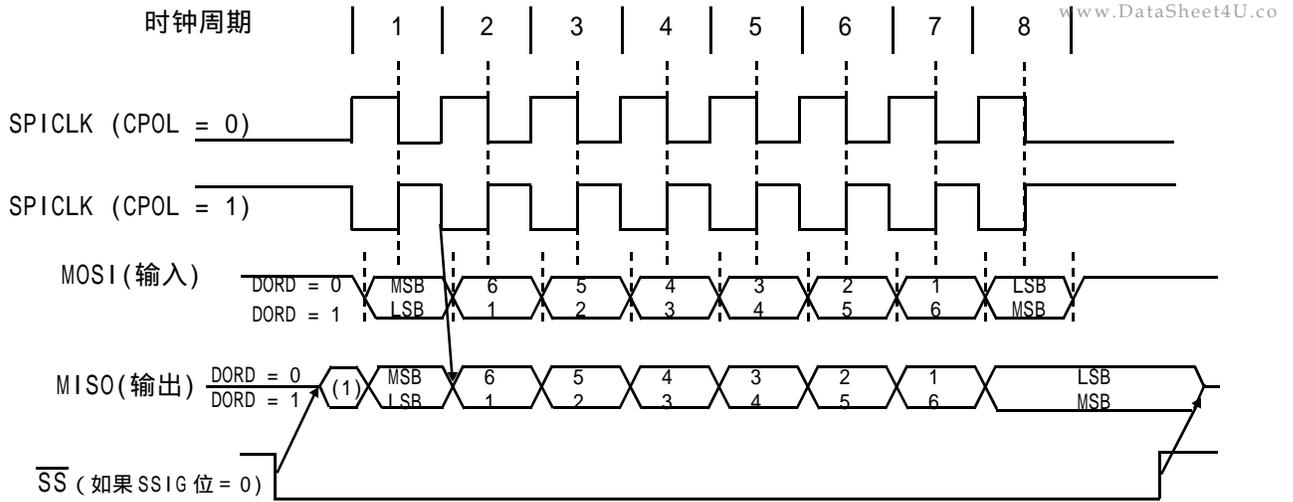 www.DataSheet4U.co
时钟周期 1 2 3 4 5 6 7 8
SPICLK (CPOL = 0)
SPICLK (CPOL = 1)
MOSI(输入)
DORD = 0 MSB 6 5 4 3 2 1 LSB
DORD = 1 LSB 1 2 3 4 5 6 MSB
MISO(输出)
DORD = 0 (1) MSB 6 5 4 3 2 1 LSB
DORD = 1 LSB 1 2 3 4 5 6 MSB
SS (如果SSIG位=0)